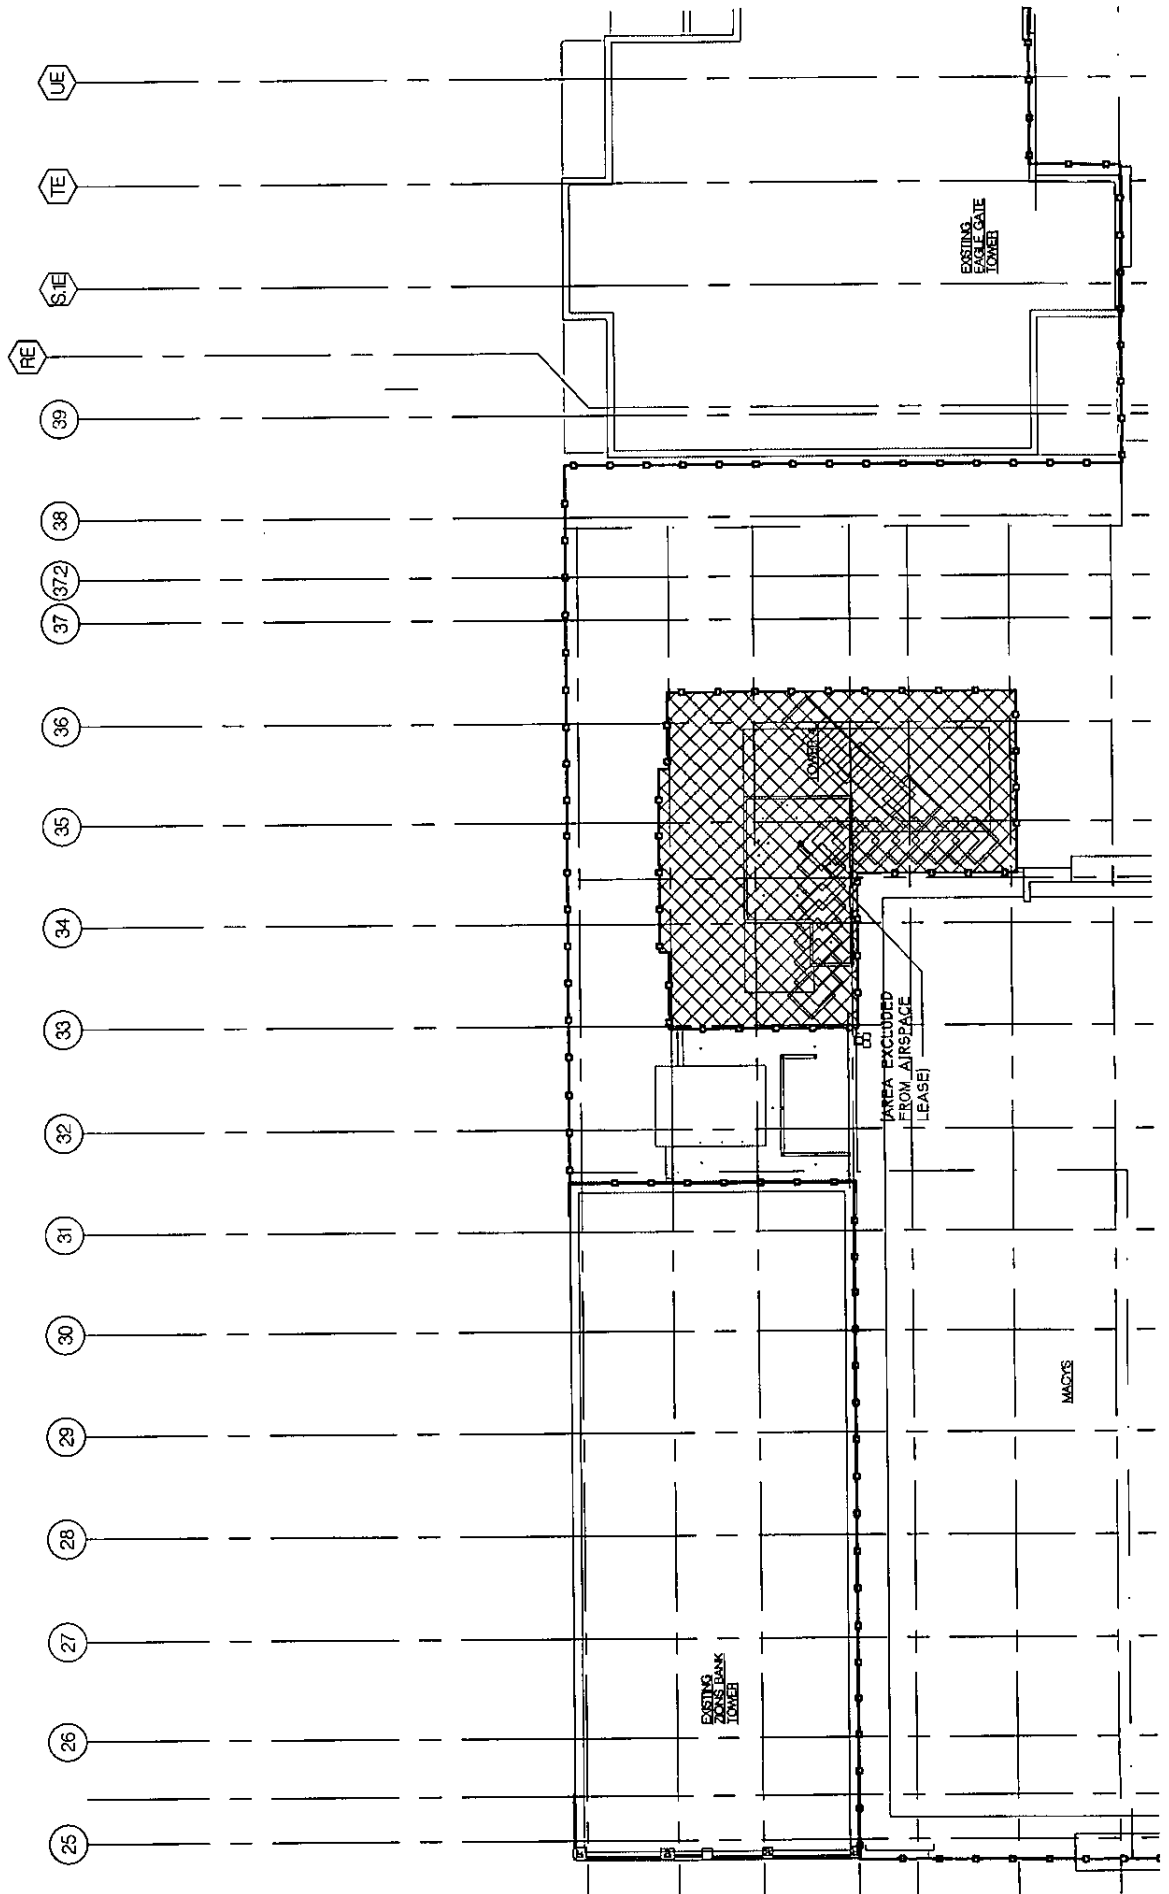 UE
TE
S.1E
RE
39
38
37.2
37
36
35
34
33
32
31
30
29
28
27
26
25
EXISTING
EAGLE GATE
TOWER
(AREA EXCLUDED
FROM AIRSPACE
LEASE)
MACY'S
EXISTING
ZIONS BANK
TOWER